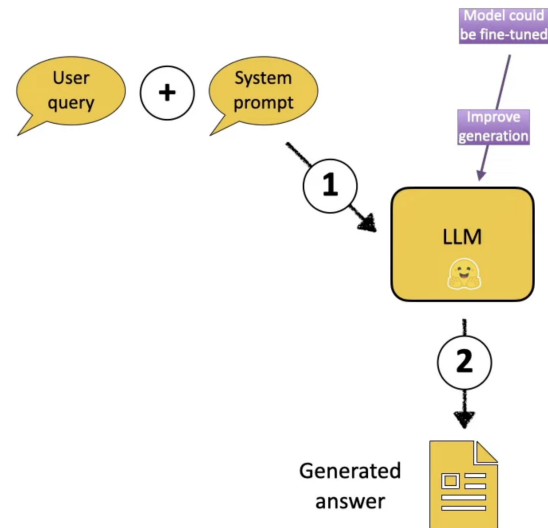 Model could
be fine-tuned
User
query
+
System
prompt
Improve
generation
1
LLM
2
Generated
answer